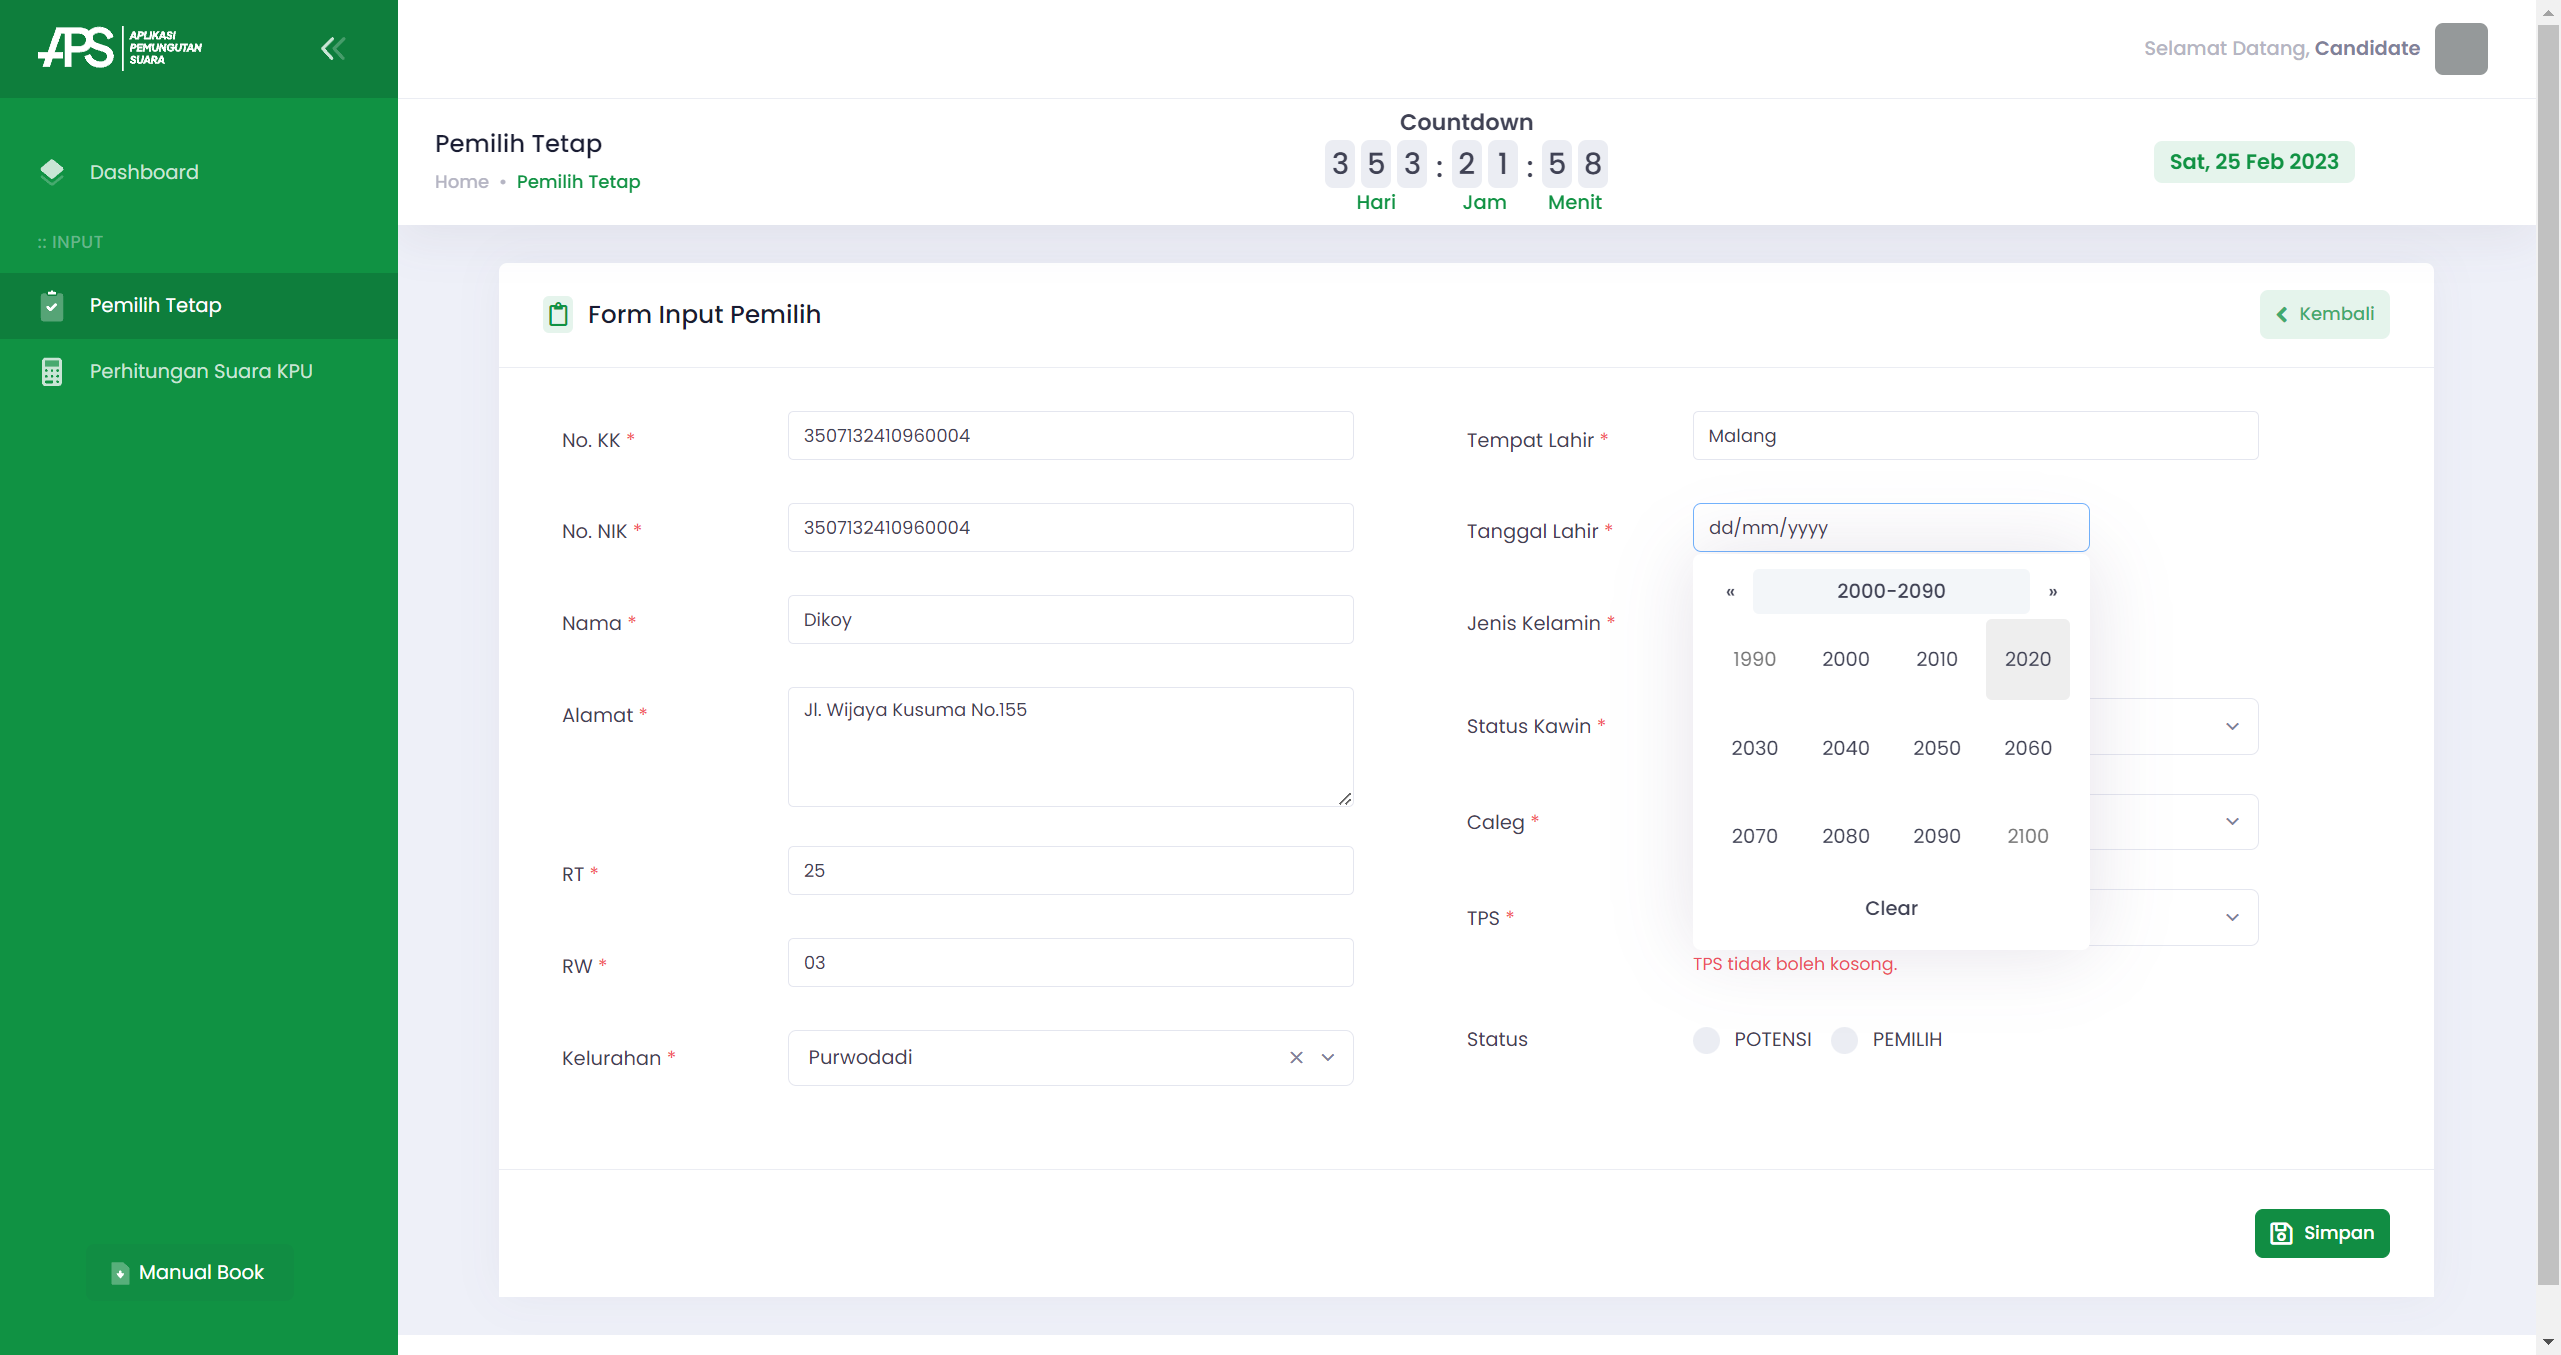 APS
APLIKASI
PEMUNGUTAN
SUARA
Selamat Datang, Candidate
Dashboard
:: INPUT
Pemilih Tetap
Perhitungan Suara KPU
Manual Book
Pemilih Tetap
Home • Pemilih Tetap
Countdown
3 5 3 : 2 1 : 5 8
Hari Jam Menit
Sat, 25 Feb 2023
Form Input Pemilih
Kembali
No. KK * 3507132410960004
No. NIK * 3507132410960004
Nama * Dikoy
Alamat * Jl. Wijaya Kusuma No.155
RT * 25
RW * 03
Kelurahan * Purwodadi
Tempat Lahir * Malang
Tanggal Lahir * dd/mm/yyyy
« 2000-2090 »
1990 2000 2010 2020
2030 2040 2050 2060
2070 2080 2090 2100
Clear
Jenis Kelamin *
Status Kawin *
Caleg *
TPS *
TPS tidak boleh kosong.
Status POTENSI PEMILIH
Simpan